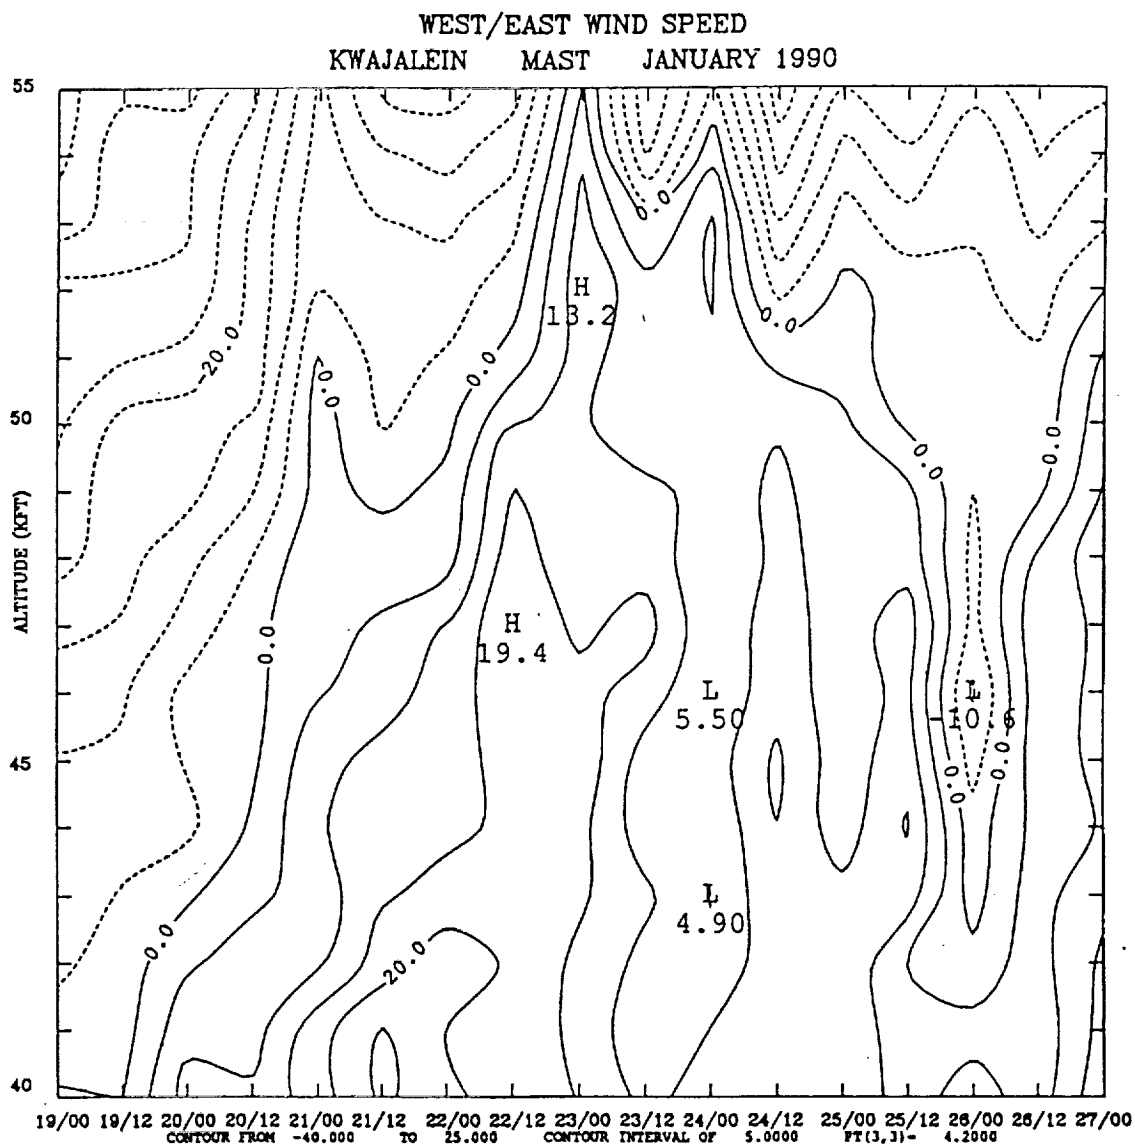 WEST/EAST WIND SPEED
KWAJALEIN MAST JANUARY 1990
55
50
45
40
ALTITUDE (KFT)
-20.0
0.0
0.0
0.0
0.0
0.0
0.0
H
13.2
H
19.4
L
5.50
L
-10.6
0.0
0.0
0.0
L
4.90
0.0
20.0
19/00 19/12 20/00 20/12 21/00 21/12 22/00 22/12 23/00 23/12 24/00 24/12 25/00 25/12 26/00 26/12 27/00
CONTOUR FROM -40.000 TO 25.000 CONTOUR INTERVAL OF 5.0000 PT(3,3)= 4.2000